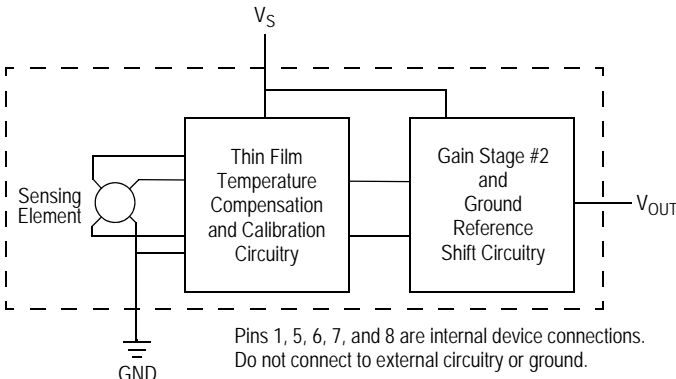 VS
Sensing
Element
Thin Film
Temperature
Compensation
and Calibration
Circuitry
Gain Stage #2
and
Ground
Reference
Shift Circuitry
VOUT
Pins 1, 5, 6, 7, and 8 are internal device connections.
Do not connect to external circuitry or ground.
GND